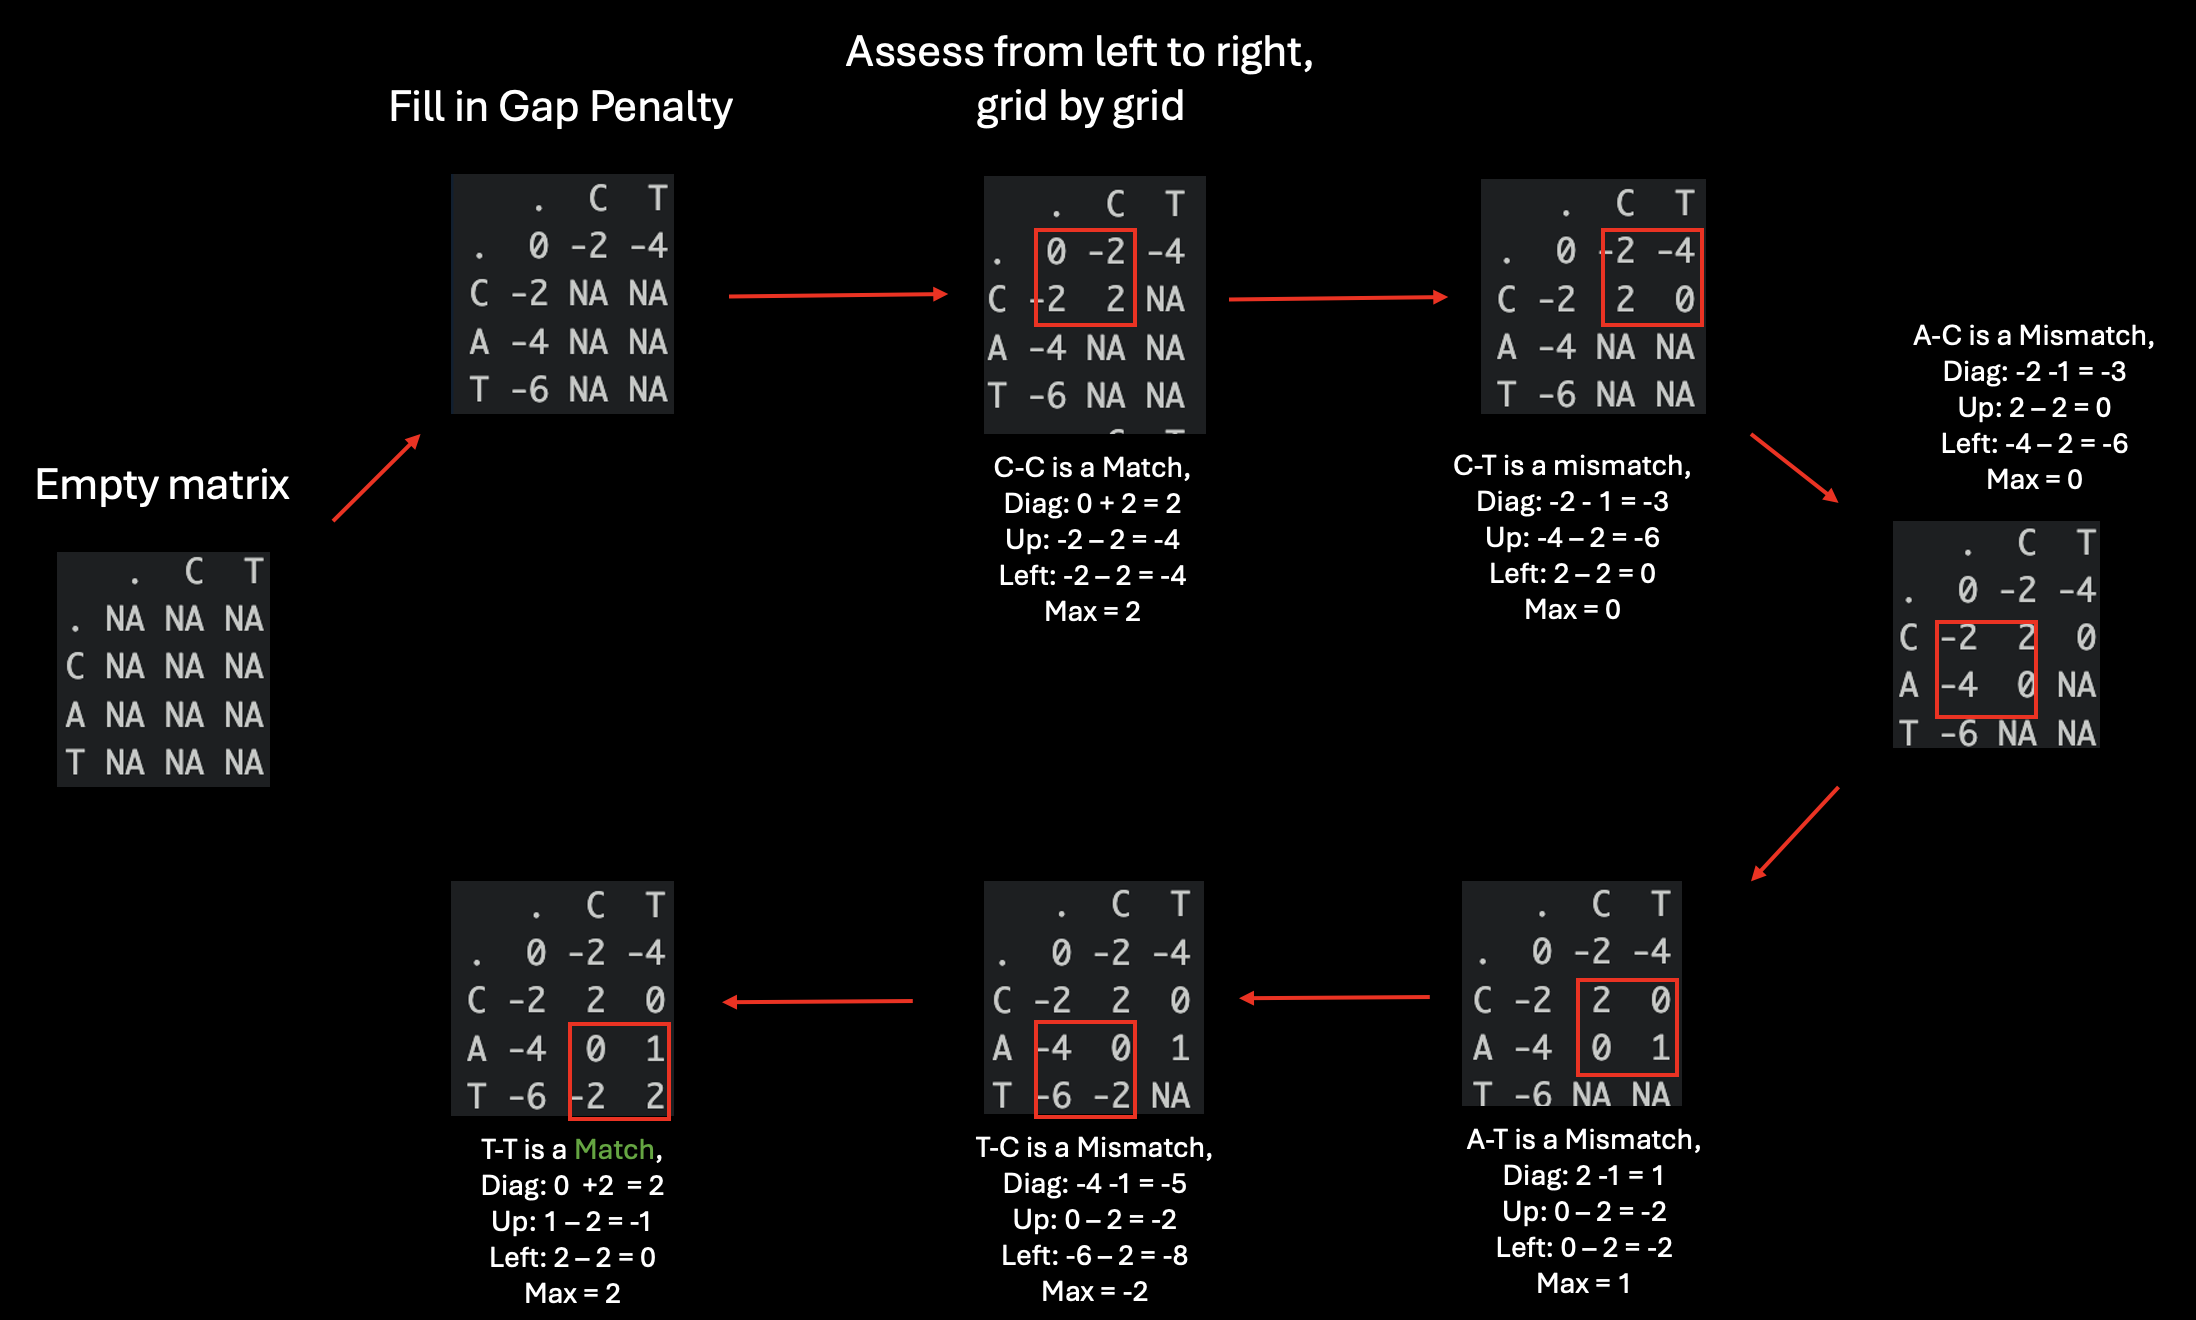 Assess from left to right,
grid by grid
Fill in Gap Penalty
Empty matrix
. C T
. NA NA NA
C NA NA NA
A NA NA NA
T NA NA NA
. C T
. 0 -2 -4
C -2 NA NA
A -4 NA NA
T -6 NA NA
. C T
. 0 -2 -4
C -2 2 NA
A -4 NA NA
T -6 NA NA
C-C is a Match,
Diag: 0 + 2 = 2
Up: -2 – 2 = -4
Left: -2 – 2 = -4
Max = 2
. C T
. 0 -2 -4
C -2 2 0
A -4 NA NA
T -6 NA NA
C-T is a mismatch,
Diag: -2 - 1 = -3
Up: -4 – 2 = -6
Left: 2 – 2 = 0
Max = 0
A-C is a Mismatch,
Diag: -2 -1 = -3
Up: 2 – 2 = 0
Left: -4 – 2 = -6
Max = 0
. C T
. 0 -2 -4
C -2 2 0
A -4 0 NA
T -6 NA NA
. C T
. 0 -2 -4
C -2 2 0
A -4 0 1
T -6 NA NA
A-T is a Mismatch,
Diag: 2 -1 = 1
Up: 0 – 2 = -2
Left: 0 – 2 = -2
Max = 1
. C T
. 0 -2 -4
C -2 2 0
A -4 0 1
T -6 -2 NA
T-C is a Mismatch,
Diag: -4 -1 = -5
Up: 0 – 2 = -2
Left: -6 – 2 = -8
Max = -2
. C T
. 0 -2 -4
C -2 2 0
A -4 0 1
T -6 -2 2
T-T is a Match,
Diag: 0 +2 = 2
Up: 1 – 2 = -1
Left: 2 – 2 = 0
Max = 2